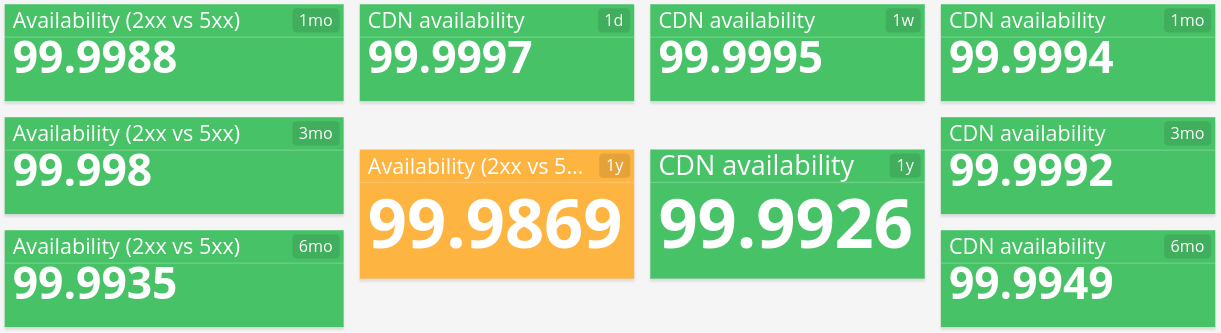 Availability (2xx vs 5xx) 1mo
99.9988
CDN availability 1d
99.9997
CDN availability 1w
99.9995
CDN availability 1mo
99.9994
Availability (2xx vs 5xx) 3mo
99.998
Availability (2xx vs 5... 1y
99.9869
CDN availability 1y
99.9926
CDN availability 3mo
99.9992
Availability (2xx vs 5xx) 6mo
99.9935
CDN availability 6mo
99.9949